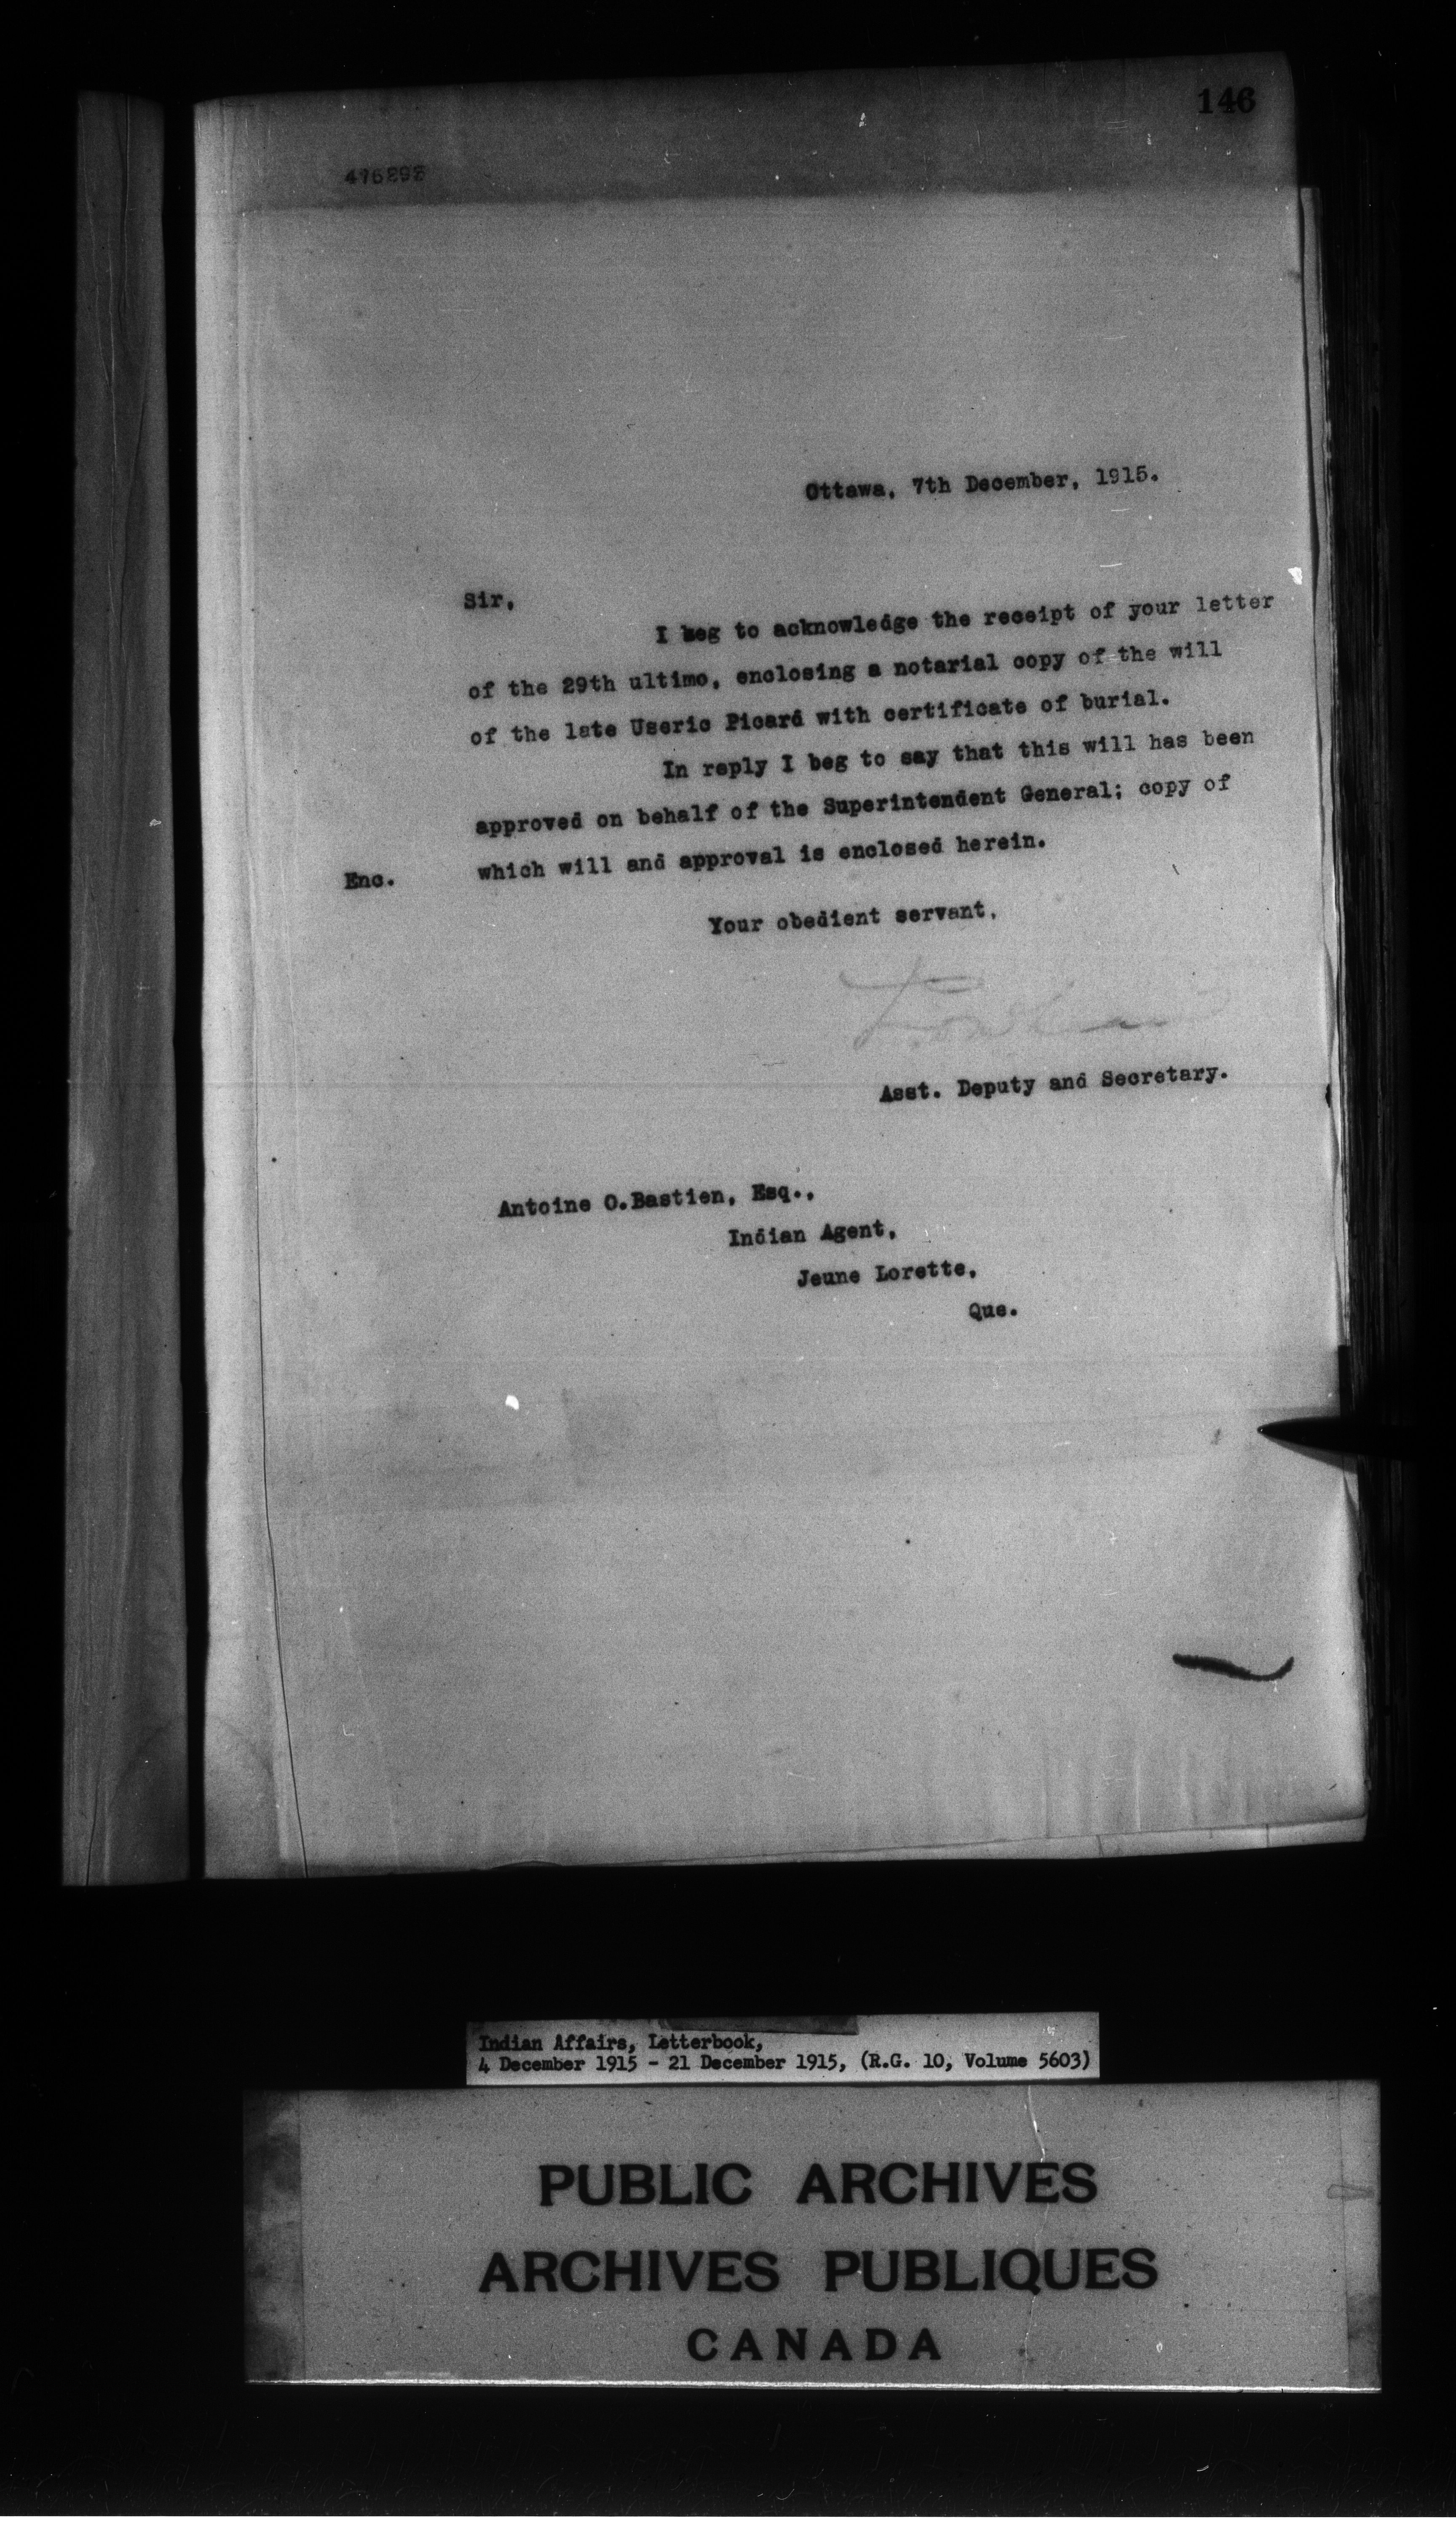 146
Ottawa, 7th December, 1915.
Sir,
I beg to acknowledge the receipt of your letter
of the 29th ultimo, enclosing a notarial copy of the will
of the late Useric Picard with certificate of burial.
In reply I beg to say that this will has been
approved on behalf of the Superintendent General; copy of
Enc. which will and approval is enclosed herein.
Your obedient servant,
Asst. Deputy and Secretary.
Antoine O.Bastien, Esq.,
Indian Agent,
Jeune Lorette,
Que.
Indian Affairs, Letterbook,
4 December 1915 - 21 December 1915, (R.G. 10, Volume 5603)
PUBLIC ARCHIVES
ARCHIVES PUBLIQUES
CANADA